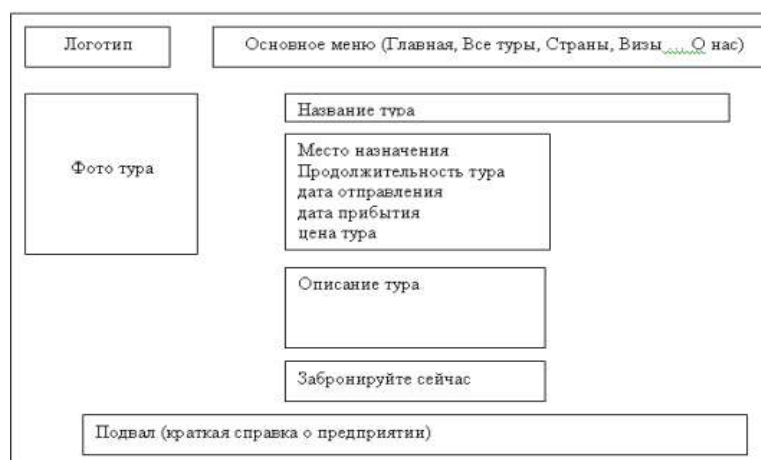 Логотип
Основное меню (Главная, Все туры, Страны, Визы ... О нас)
Название тура
Фото тура
Место назначения
Продолжительность тура
дата отправления
дата прибытия
цена тура
Описание тура
Забронируйте сейчас
Подвал (краткая справка о предприятии)